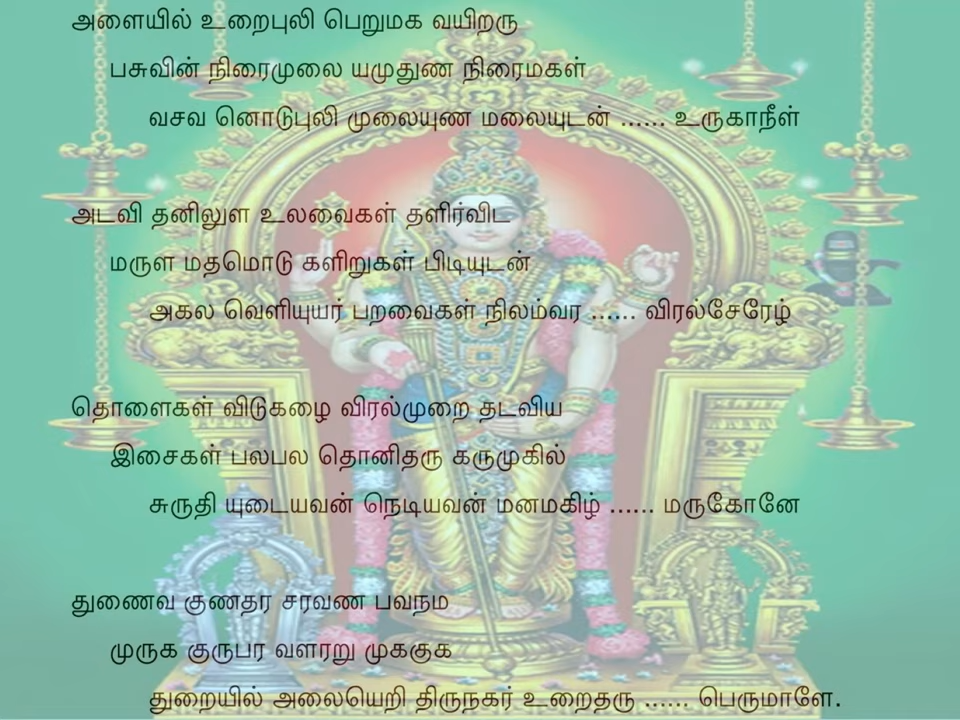 அளையில் உறைபுலி பெறுமக வயிறரு
பசுவின் நிரைமுலை யமுதுண நிரைமகள்
வசவ னொடுபுலி முலையுண மலையுடன் ...... உருகாநீள்
அடவி தனிலுள உலவைகள் தளிர்விட
மருள மதமொடு களிறுகள் பிடியுடன்
அகல வெளியுயர் பறவைகள் நிலம்வர ...... விரல்சேரேழ்
தொளைகள் விடுகழை விரல்முறை தடவிய
இசைகள் பலபல தொனிதரு கருமுகில்
சுருதி யுடையவன் நெடியவன் மனமகிழ் ...... மருகோனே
துணைவ குணதர சரவண பவநம
முருக குருபர வளரறு முககுக
துறையில் அலையெறி திருநகர் உறைதரு ...... பெருமாளே.